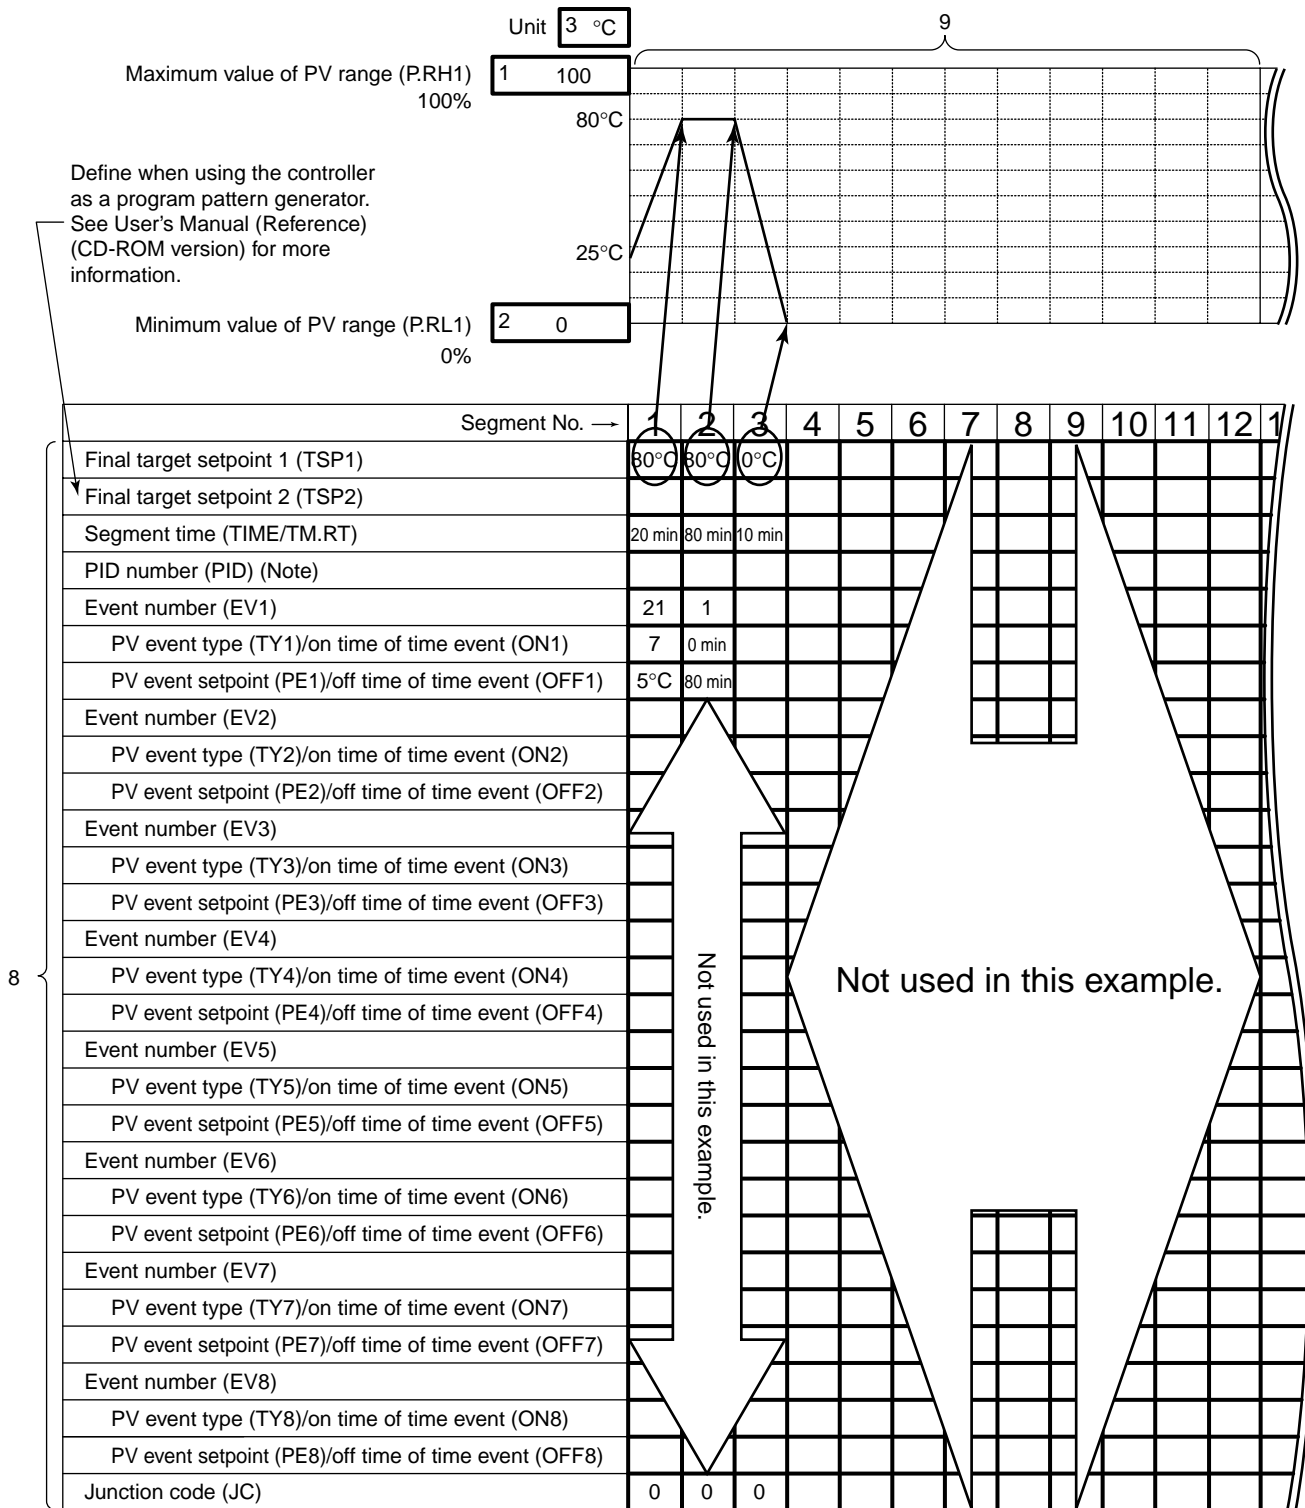 Unit 3 °C
9
Maximum value of PV range (P.RH1) 1 100
100%
80°C
Define when using the controller
as a program pattern generator.
See User's Manual (Reference)
(CD-ROM version) for more
information.
25°C
Minimum value of PV range (P.RL1) 2 0
0%
Segment No. → 1 2 3 4 5 6 7 8 9 10 11 12 1
Final target setpoint 1 (TSP1) 80°C 80°C 0°C
Final target setpoint 2 (TSP2)
Segment time (TIME/TM.RT) 20 min 80 min 10 min
PID number (PID) (Note)
Event number (EV1) 21 1
PV event type (TY1)/on time of time event (ON1) 7 0 min
PV event setpoint (PE1)/off time of time event (OFF1) 5°C 80 min
Event number (EV2)
PV event type (TY2)/on time of time event (ON2)
PV event setpoint (PE2)/off time of time event (OFF2)
Event number (EV3)
PV event type (TY3)/on time of time event (ON3)
PV event setpoint (PE3)/off time of time event (OFF3)
Event number (EV4)
8
PV event type (TY4)/on time of time event (ON4)
Not used in this example.
Not used in this example.
PV event setpoint (PE4)/off time of time event (OFF4)
Event number (EV5)
PV event type (TY5)/on time of time event (ON5)
PV event setpoint (PE5)/off time of time event (OFF5)
Event number (EV6)
PV event type (TY6)/on time of time event (ON6)
PV event setpoint (PE6)/off time of time event (OFF6)
Event number (EV7)
PV event type (TY7)/on time of time event (ON7)
PV event setpoint (PE7)/off time of time event (OFF7)
Event number (EV8)
PV event type (TY8)/on time of time event (ON8)
PV event setpoint (PE8)/off time of time event (OFF8)
Junction code (JC) 0 0 0